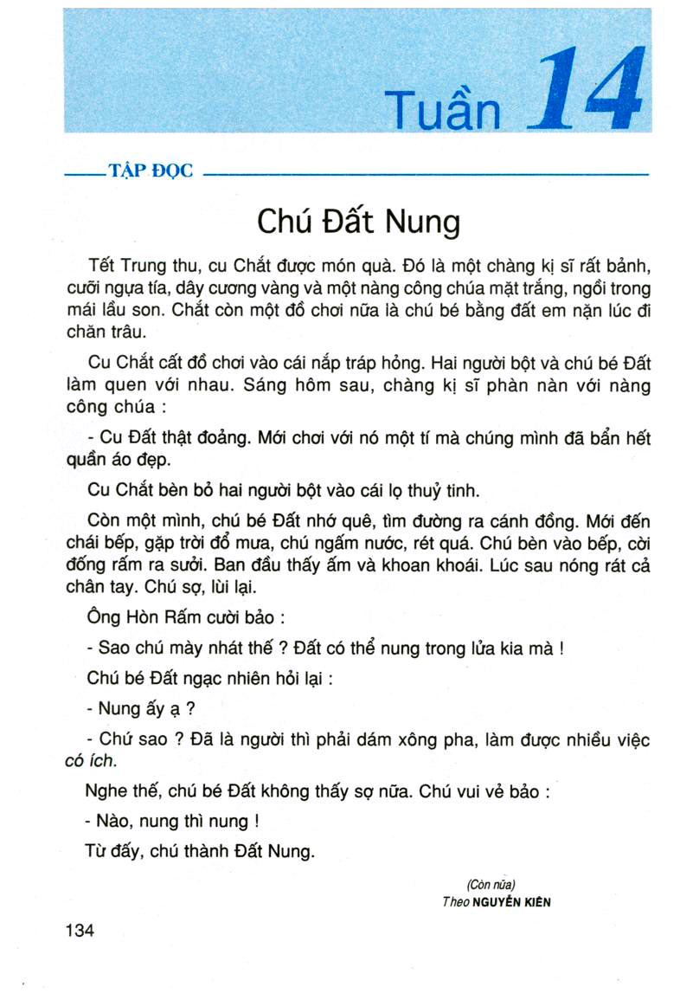 Tuần 14
TẬP ĐỌC
Chú Đất Nung
Tết Trung thu, cu Chắt được món quà. Đó là một chàng kị sĩ rất bảnh,
cưỡi ngựa tía, dây cương vàng và một nàng công chúa mặt trắng, ngồi trong
mái lầu son. Chắt còn một đồ chơi nữa là chú bé bằng đất em nặn lúc đi
chăn trâu.
Cu Chắt cất đồ chơi vào cái nắp tráp hỏng. Hai người bột và chú bé Đất
làm quen với nhau. Sáng hôm sau, chàng kị sĩ phàn nàn với nàng
công chúa :
- Cu Đất thật đoảng. Mới chơi với nó một tí mà chúng mình đã bẩn hết
quần áo đẹp.
Cu Chắt bèn bỏ hai người bột vào cái lọ thuỷ tinh.
Còn một mình, chú bé Đất nhớ quê, tìm đường ra cánh đồng. Mới đến
chái bếp, gặp trời đổ mưa, chú ngấm nước, rét quá. Chú bèn vào bếp, cời
đống rấm ra sưởi. Ban đầu thấy ấm và khoan khoái. Lúc sau nóng rát cả
chân tay. Chú sợ, lùi lại.
Ông Hòn Rấm cười bảo :
- Sao chú mày nhát thế ? Đất có thể nung trong lửa kia mà !
Chú bé Đất ngạc nhiên hỏi lại :
- Nung ấy ạ ?
- Chứ sao ? Đã là người thì phải dám xông pha, làm được nhiều việc
có ích.
Nghe thế, chú bé Đất không thấy sợ nữa. Chú vui vẻ bảo :
- Nào, nung thì nung !
Từ đấy, chú thành Đất Nung.
(Còn nữa)
Theo NGUYỄN KIÊN
134